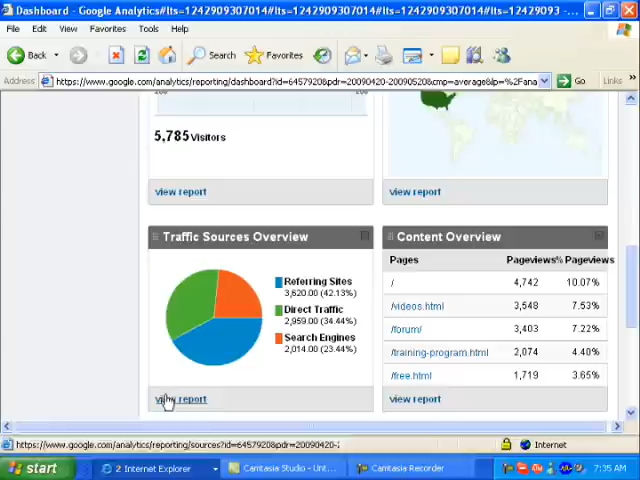 Dashboard - Google Analytics#lts=1242909307014#lts=1242909307014#lts=1242909307014#lts=12429093 - ...
File Edit View Favorites Tools Help
Back Search Favorites
Address https://www.google.com/analytics/reporting/dashboard?id=6457920&pdr=20090420-20090520&cmp=average&lp=%2Fana Go Links
5,785 Visitors
view report view report
Traffic Sources Overview Content Overview
Pages Pageviews % Pageviews
Referring Sites
3,620.00 (42.13%)
Direct Traffic
2,959.00 (34.44%)
Search Engines
2,014.00 (23.44%)
/ 4,742 10.07%
/videos.html 3,548 7.53%
/forum/ 3,403 7.22%
/training-program.html 2,074 4.40%
/free.html 1,719 3.65%
view report view report
https://www.google.com/analytics/reporting/sources?id=6457920&pdr=20090420-2 Internet
start 2 Internet Explorer Camtasia Studio - Unt... Camtasia Recorder 7:35 AM